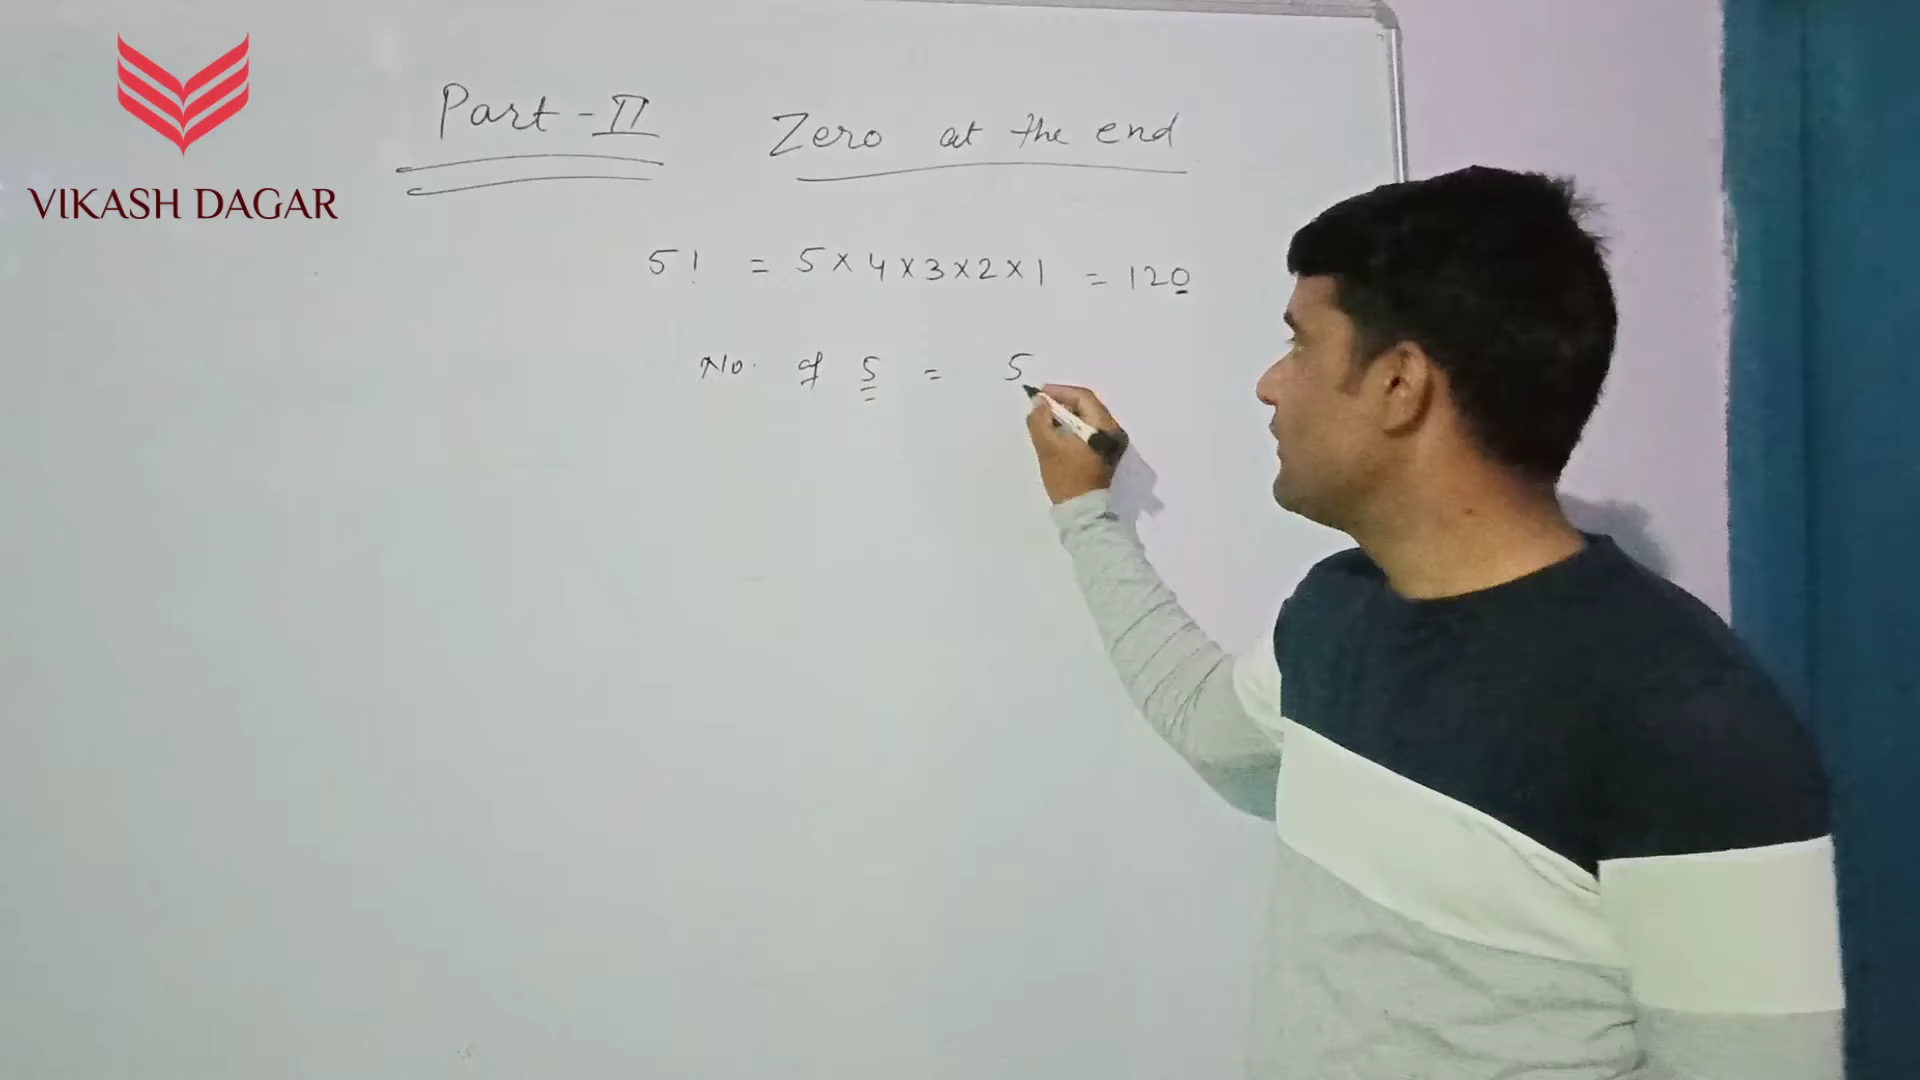 VIKASH DAGAR
Part - II
Zero at the end
5! = 5 × 4 × 3 × 2 × 1 = 120
No. of 5 = 5